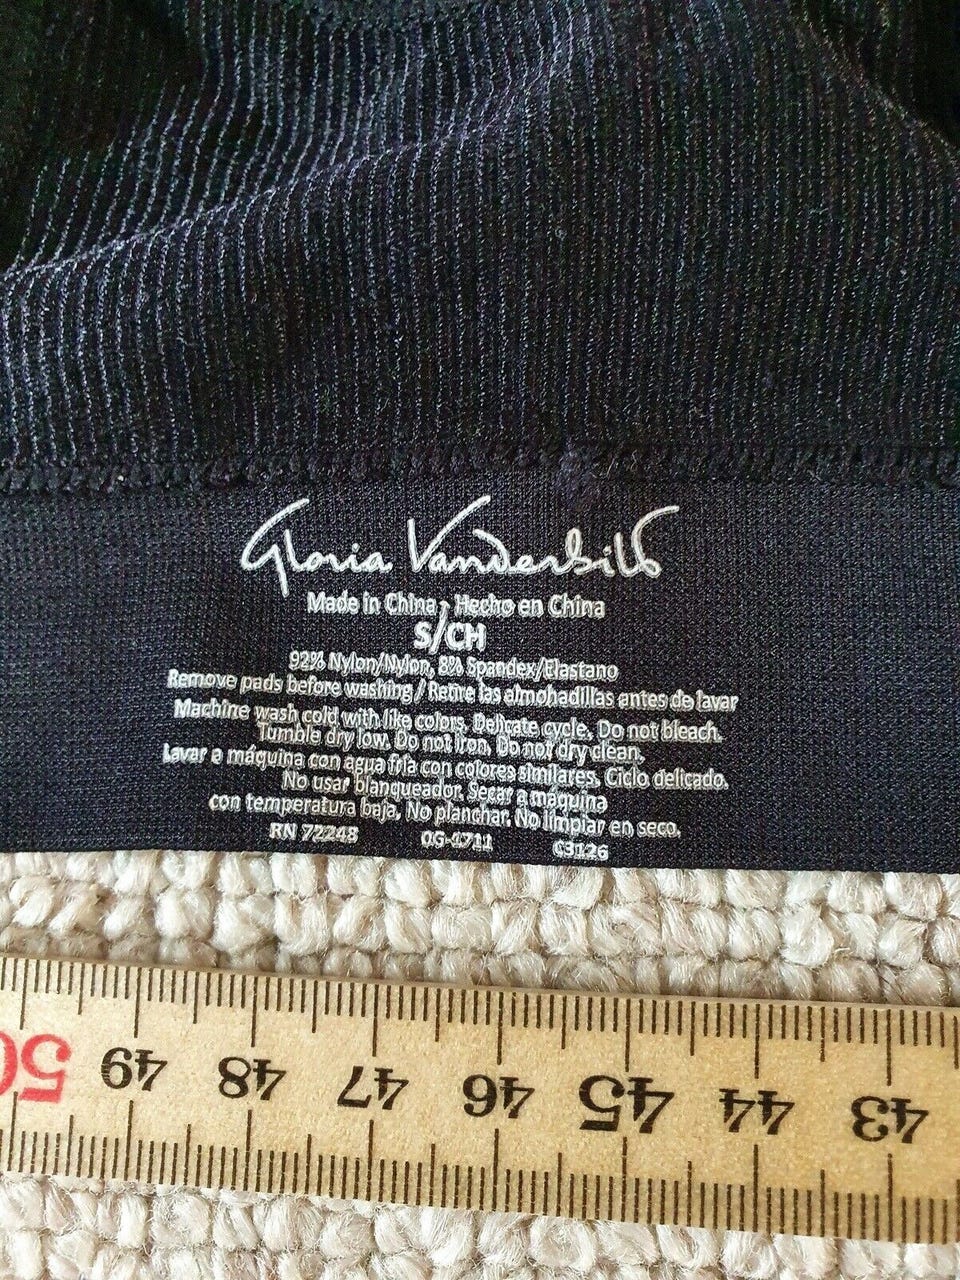 Gloria Vanderbilt
Made in China / Hecho en China
S/CH
92% Nylon/Nylon, 8% Spandex/Elastano
Remove pads before washing / Retire las almohadillas antes de lavar
Machine wash cold with like colors. Delicate cycle. Do not bleach.
Tumble dry low. Do not iron. Do not dry clean.
Lavar a máquina con agua fría con colores similares. Ciclo delicado.
No usar blanqueador. Secar a máquina
con temperatura baja. No planchar. No limpiar en seco.
RN 72248 OG-1711 C3126
50 49 48 47 46 45 44 43